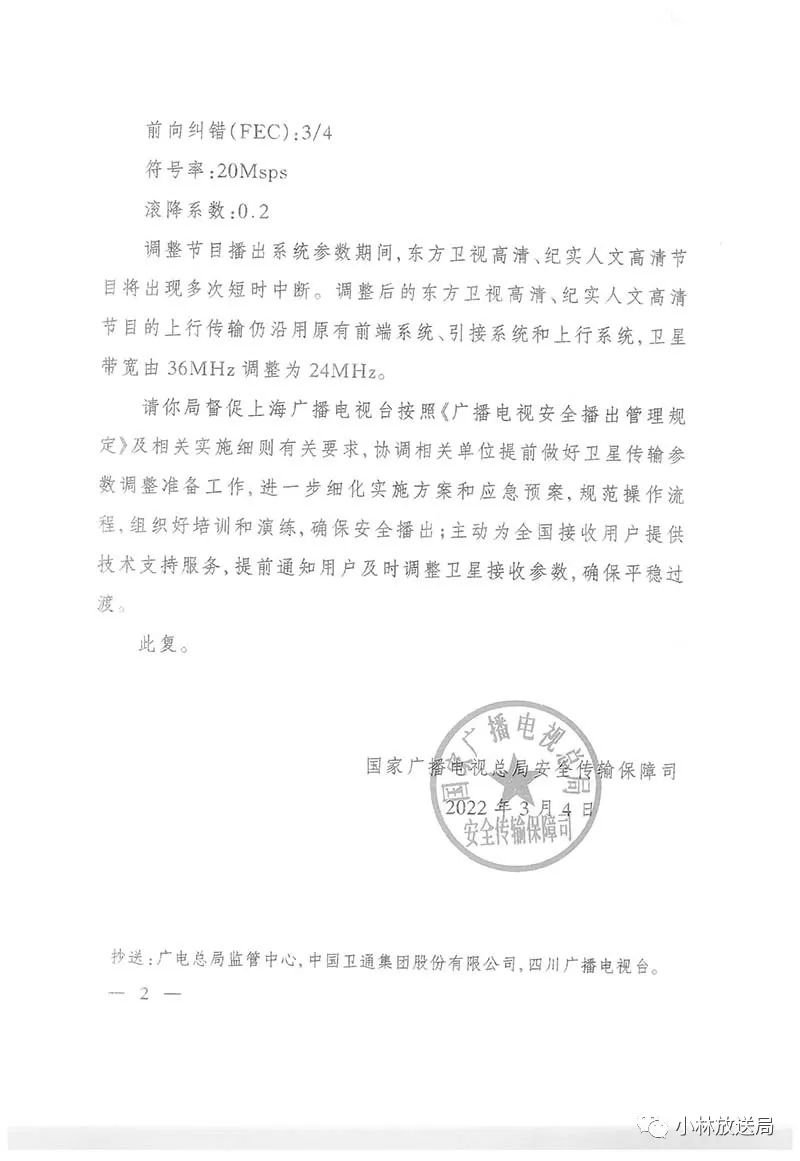 前向纠错(FEC):3/4
符号率:20Msps
滚降系数:0.2
调整节目播出系统参数期间,东方卫视高清、纪实人文高清节
目将出现多次短时中断。调整后的东方卫视高清、纪实人文高清
节目的上行传输仍沿用原有前端系统、引接系统和上行系统,卫星
带宽由36MHz调整为24MHz。
请你局督促上海广播电视台按照《广播电视安全播出管理规
定》及相关实施细则有关要求,协调相关单位提前做好卫星传输参
数调整准备工作,进一步细化实施方案和应急预案,规范操作流
程,组织好培训和演练,确保安全播出;主动为全国接收用户提供
技术支持服务,提前通知用户及时调整卫星接收参数,确保平稳过
渡。
此复。
国家广播电视总局
国家广播电视总局安全传输保障司
2022年3月4日
安全传输保障司
抄送:广电总局监管中心,中国卫通集团股份有限公司,四川广播电视台。
— 2 —
小林放送局